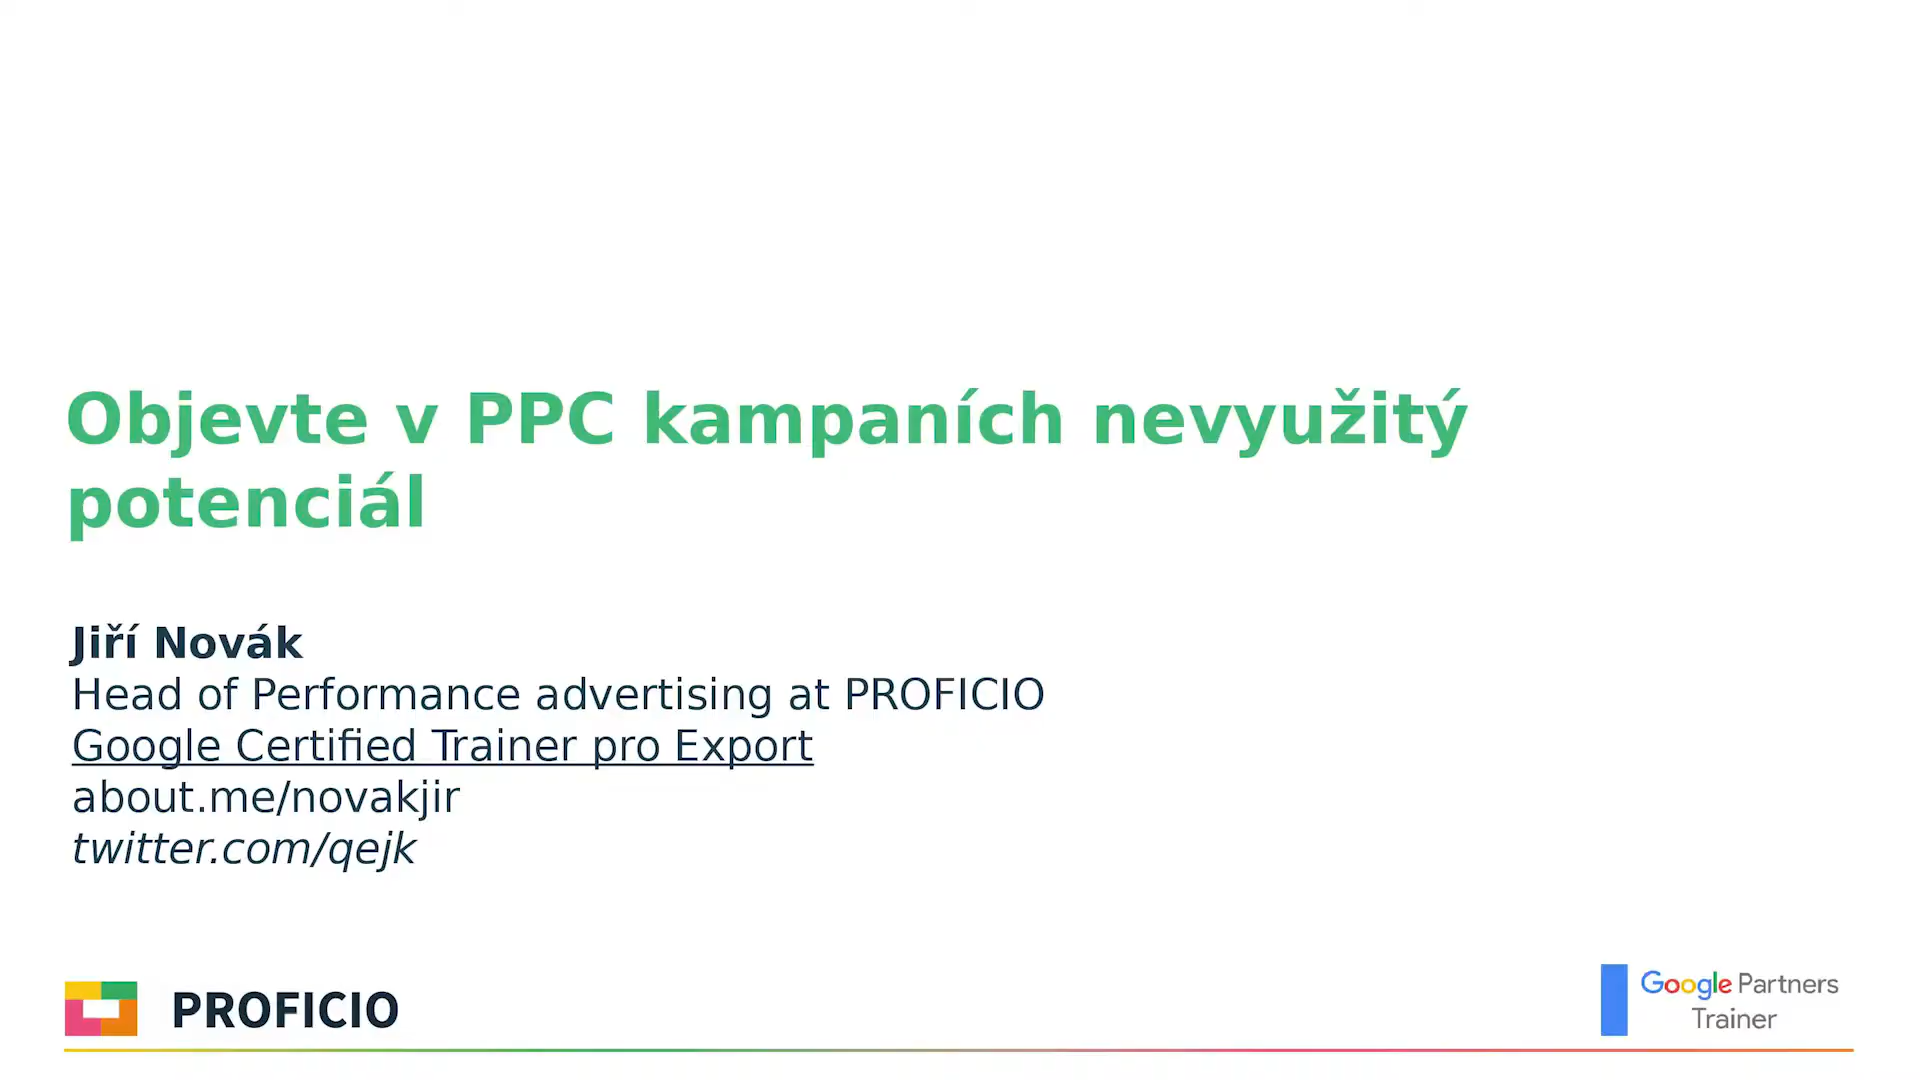 Objevte v PPC kampaních nevyužitý
potenciál
Jiří Novák
Head of Performance advertising at PROFICIO
Google Certified Trainer pro Export
about.me/novakjir
twitter.com/qejk
PROFICIO
Google Partners
Trainer